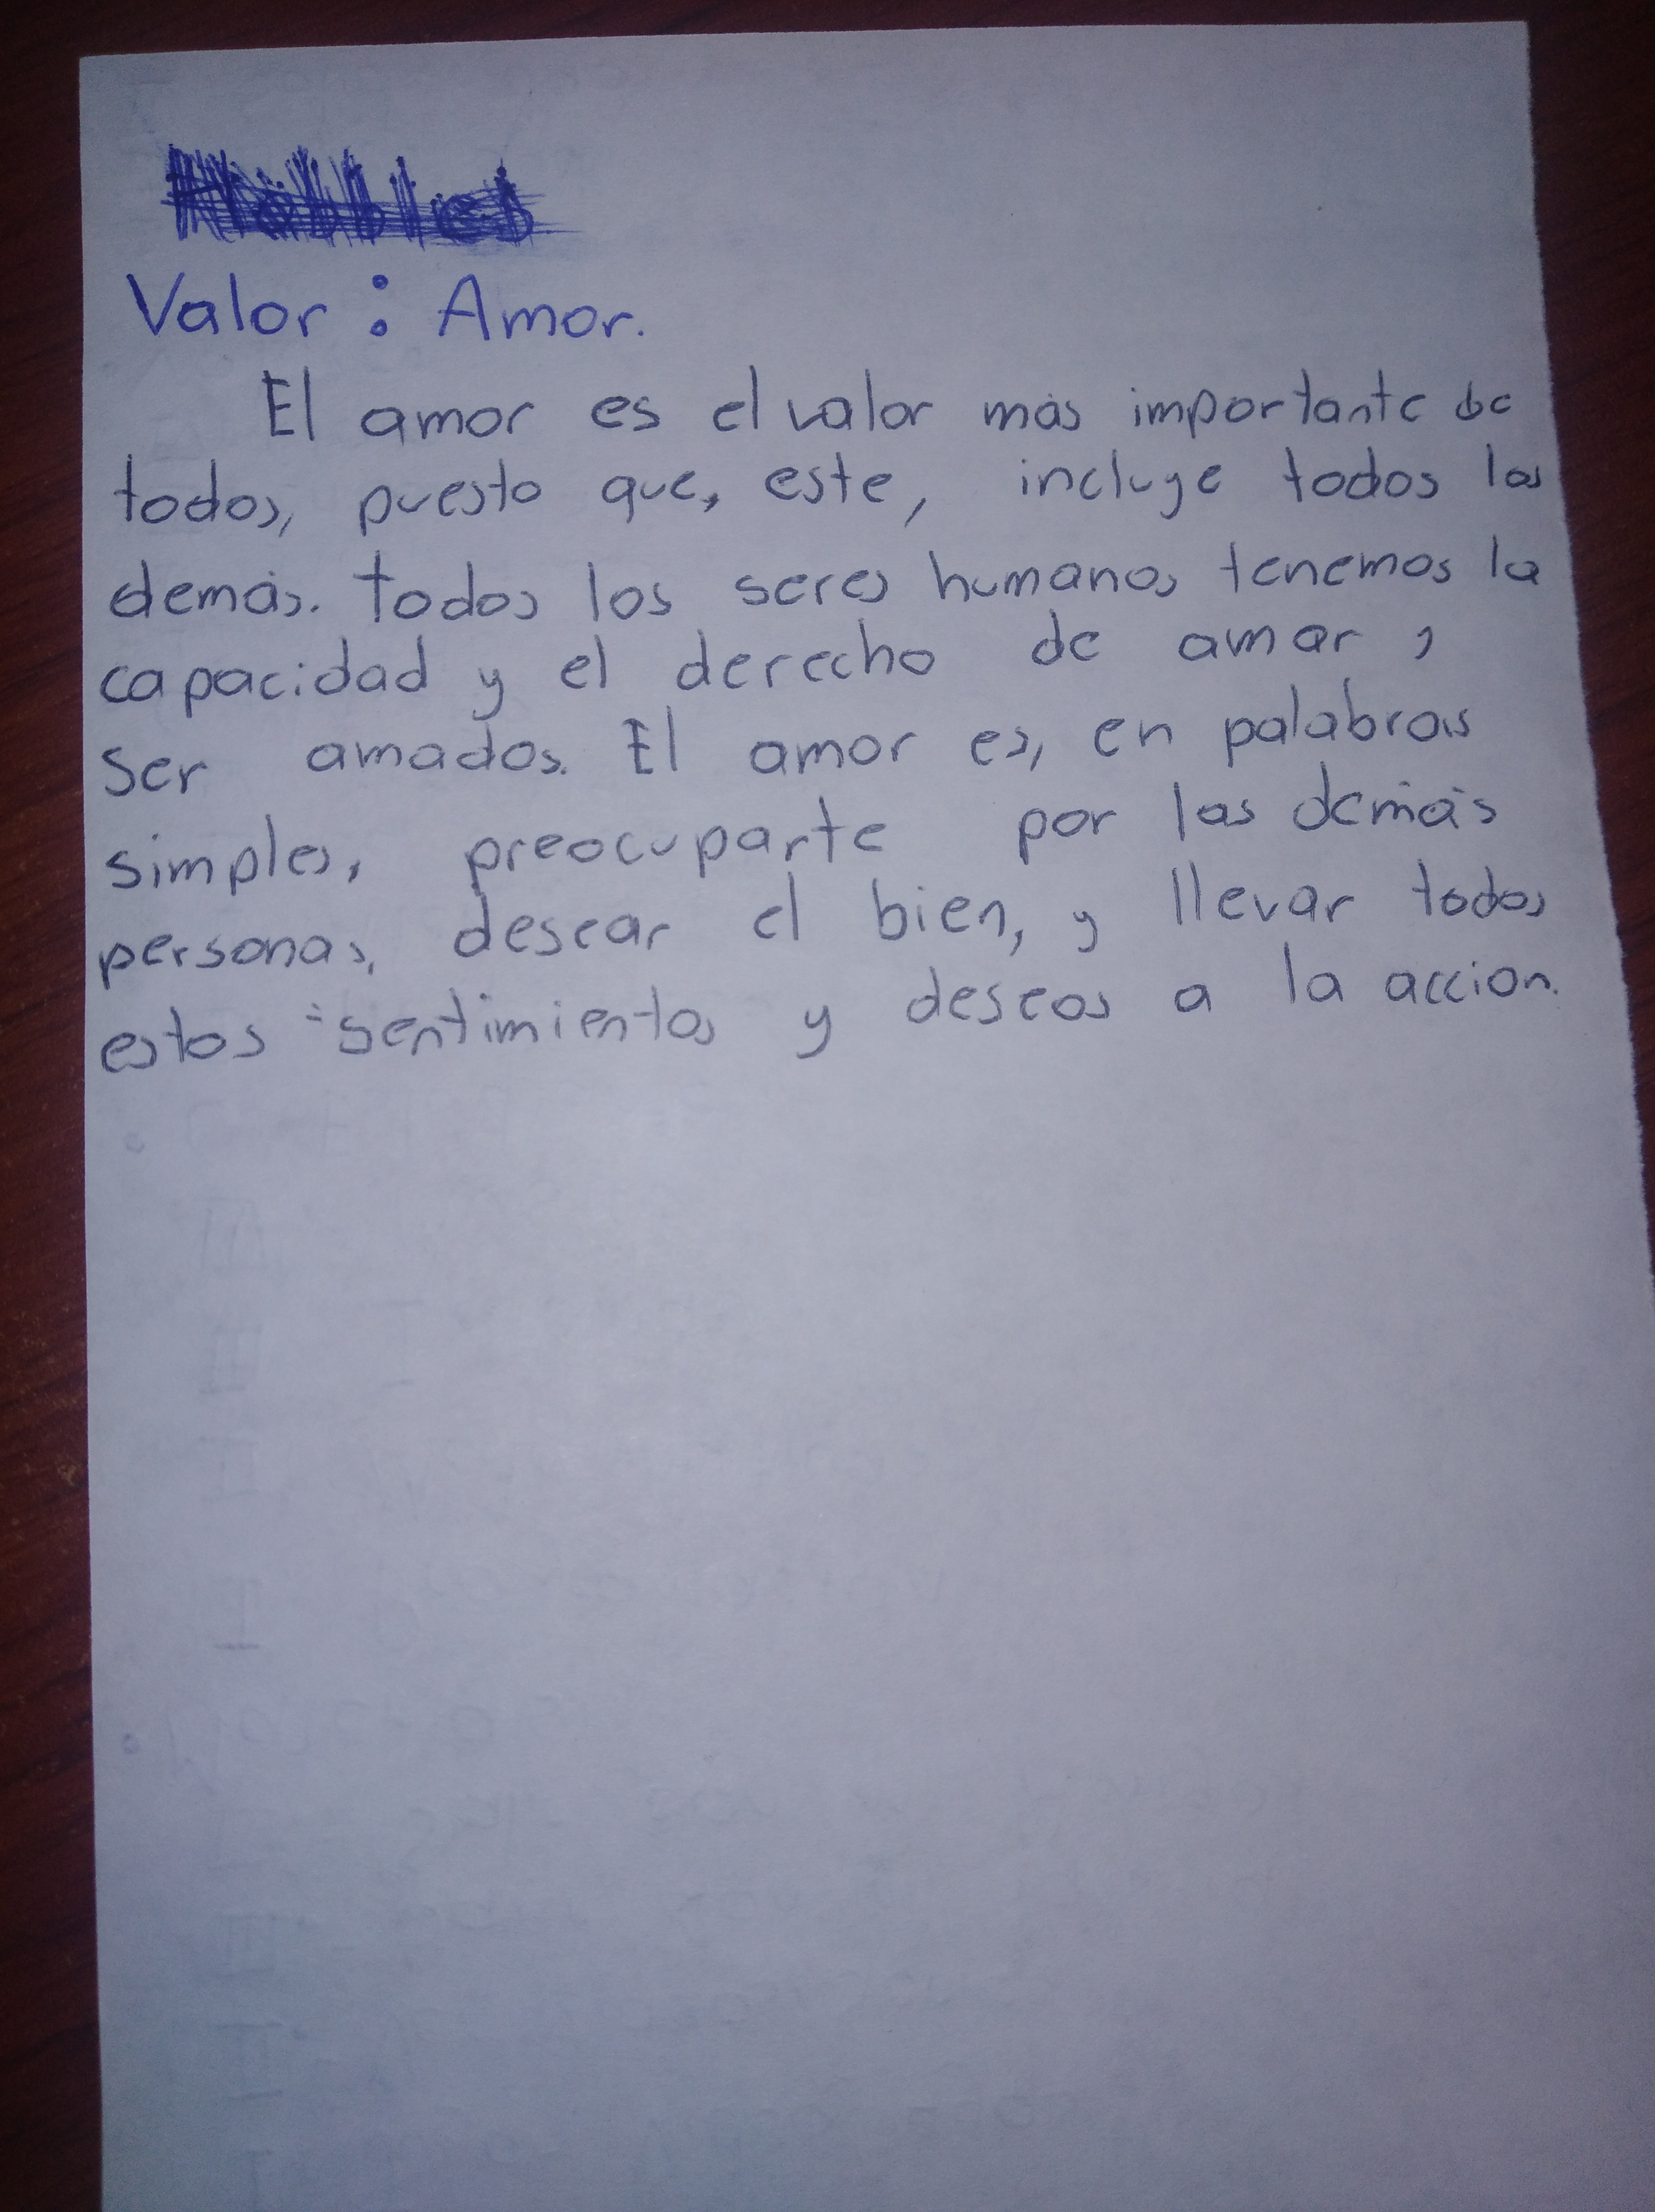 Valor: Amor.
El amor es el valor más importante de
todos, puesto que, este, incluye todos los
demás. todos los seres humanos tenemos la
capacidad y el derecho de amar y
ser amados. El amor es, en palabras
simples, preocuparte por las demás
personas, desear el bien, y llevar todos
estos sentimientos y deseos a la accion.